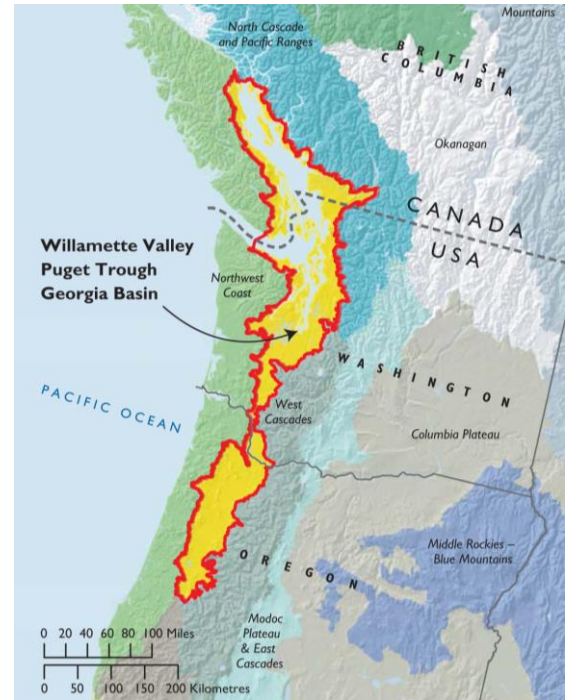 Mountains
North Cascade
and Pacific Ranges
BRITISH
COLUMBIA
Okanagan
CANADA
USA
Willamette Valley
Puget Trough
Georgia Basin
Northwest
Coast
WASHINGTON
PACIFIC OCEAN
West
Cascades
Columbia Plateau
Middle Rockies –
Blue Mountains
OREGON
Modoc
Plateau
& East
Cascades
0 20 40 60 80 100 Miles
0 50 100 150 200 Kilometres